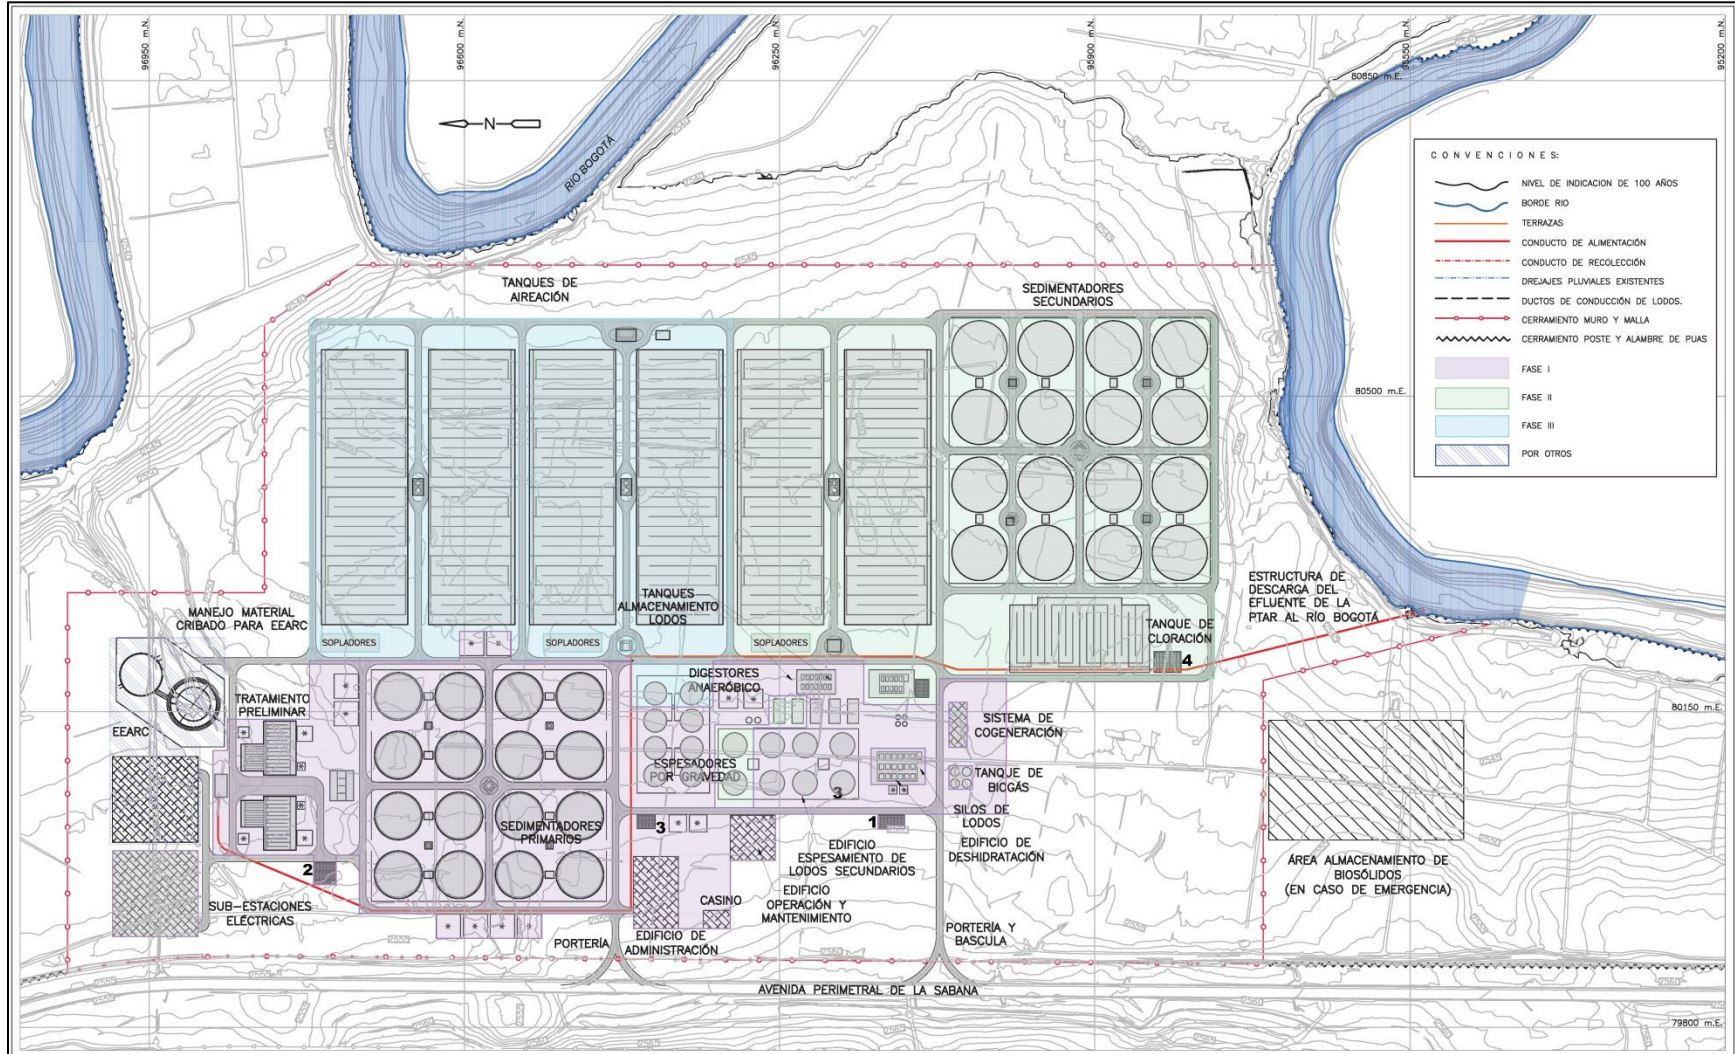 96950 m.N.
96600 m.N.
96250 m.N.
95900 m.N.
95550 m.N.
95200 m.N.
80850 m.E.
N
RIO BOGOTÁ
CONVENCIONES:
NIVEL DE INDICACION DE 100 AÑOS
BORDE RIO
TERRAZAS
CONDUCTO DE ALIMENTACIÓN
CONDUCTO DE RECOLECCIÓN
DREJAJES PLUVIALES EXISTENTES
DUCTOS DE CONDUCCIÓN DE LODOS.
CERRAMIENTO MURO Y MALLA
CERRAMIENTO POSTE Y ALAMBRE DE PUAS
FASE I
FASE II
FASE III
POR OTROS
TANQUES DE
AIREACIÓN
SEDIMENTADORES
SECUNDARIOS
80500 m.E.
MANEJO MATERIAL
CRIBADO PARA EEARC
TANQUES
ALMACENAMIENTO
LODOS
SOPLADORES
SOPLADORES
SOPLADORES
ESTRUCTURA DE
DESCARGA DEL
EFLUENTE DE LA
PTAR AL RÍO BOGOTÁ
TANQUE DE
CLORACIÓN
4
DIGESTORES
ANAERÓBICO
TRATAMIENTO
PRELIMINAR
EEARC
80150 m.E.
SISTEMA DE
COGENERACIÓN
ESPESADORES
POR GRAVEDAD
TANQUE DE
BIOGÁS
3
SILOS DE
LODOS
SEDIMENTADORES
PRIMARIOS
3
1
EDIFICIO DE
DESHIDRATACIÓN
EDIFICIO
ESPESAMIENTO DE
LODOS SECUNDARIOS
2
ÁREA ALMACENAMIENTO DE
BIOSÓLIDOS
(EN CASO DE EMERGENCIA)
SUB-ESTACIONES
ELÉCTRICAS
CASINO
EDIFICIO
OPERACIÓN Y
MANTENIMIENTO
PORTERÍA
EDIFICIO DE
ADMINISTRACIÓN
PORTERÍA Y
BASCULA
AVENIDA PERIMETRAL DE LA SABANA
79800 m.E.